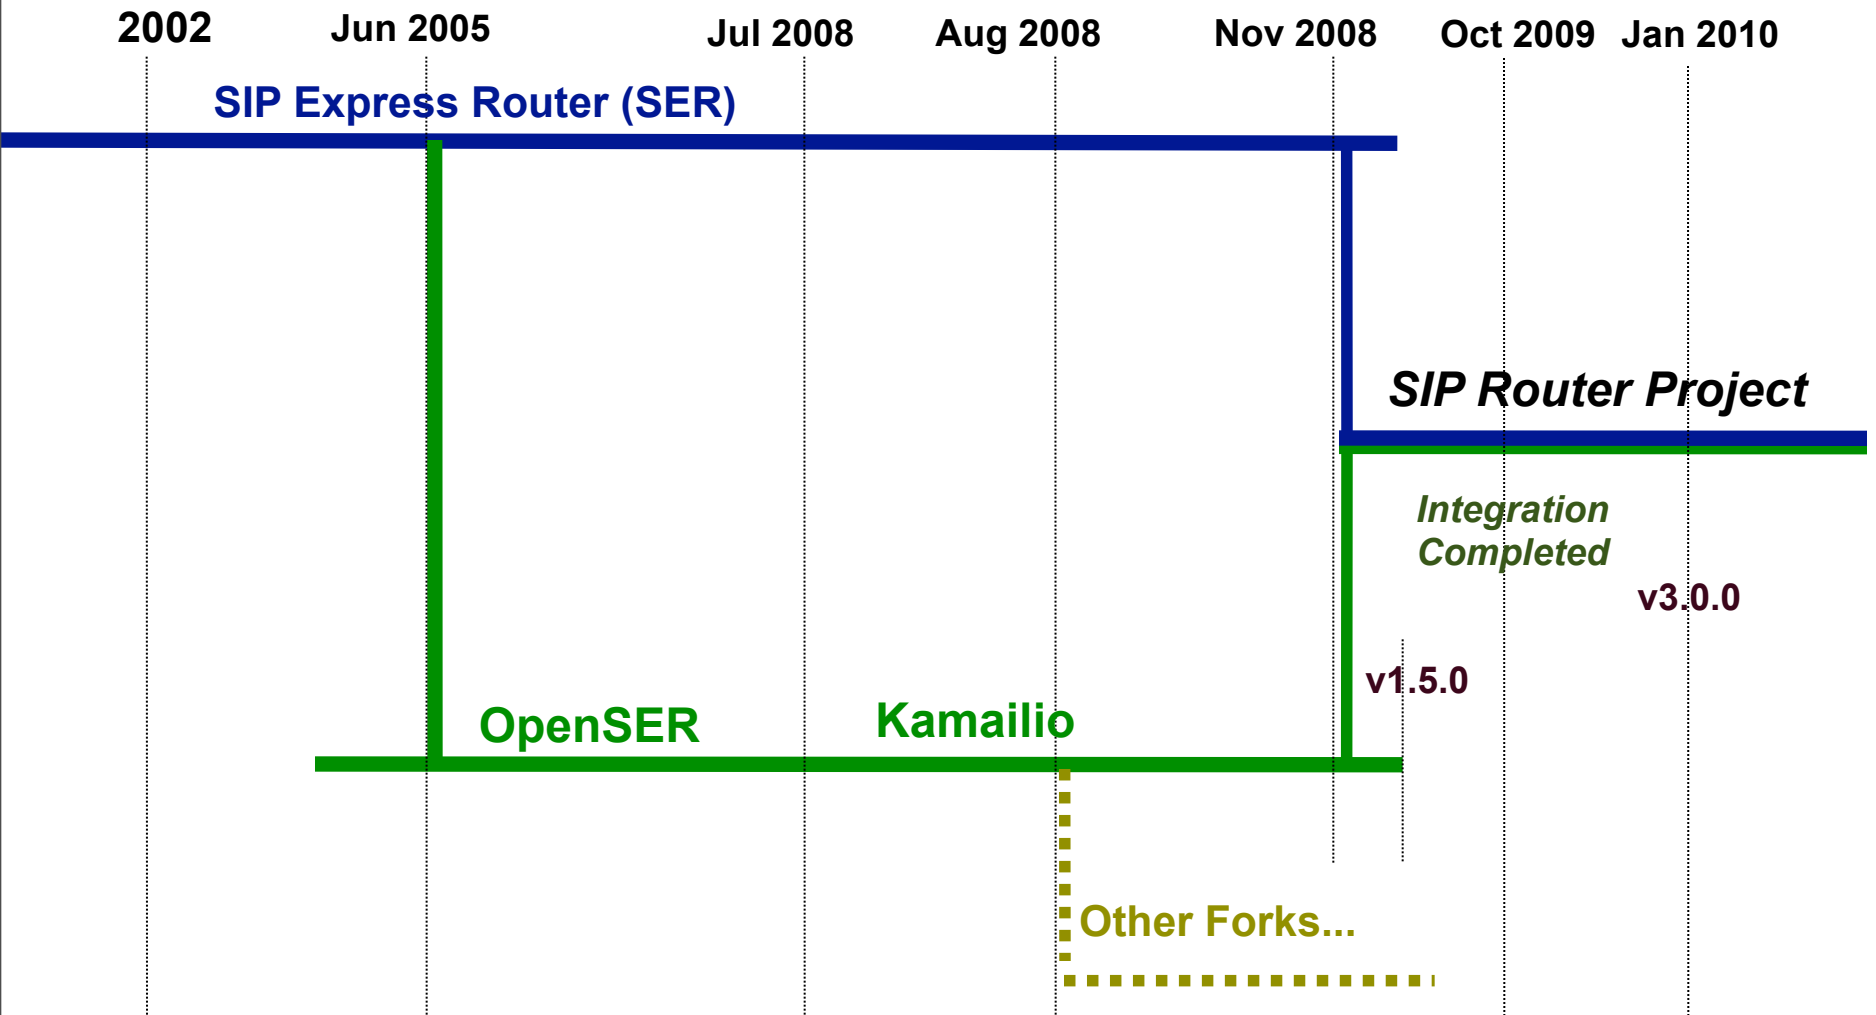 2002 Jun 2005 Jul 2008 Aug 2008 Nov 2008 Oct 2009 Jan 2010
SIP Express Router (SER)
SIP Router Project
Integration
Completed
v3.0.0
v1.5.0
OpenSER Kamailio
Other Forks...